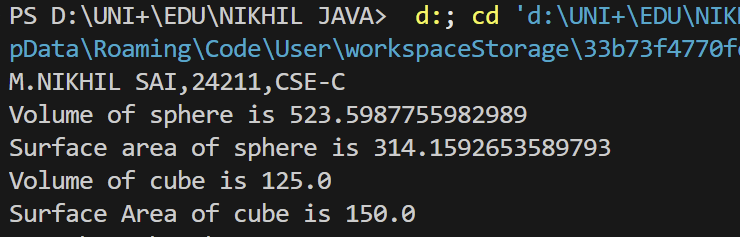 PS D:\UNI+\EDU\NIKHIL JAVA>  d:; cd 'd:\UNI+\EDU\NIK
pData\Roaming\Code\User\workspaceStorage\33b73f4770f
M.NIKHIL SAI,24211,CSE-C
Volume of sphere is 523.5987755982989
Surface area of sphere is 314.1592653589793
Volume of cube is 125.0
Surface Area of cube is 150.0